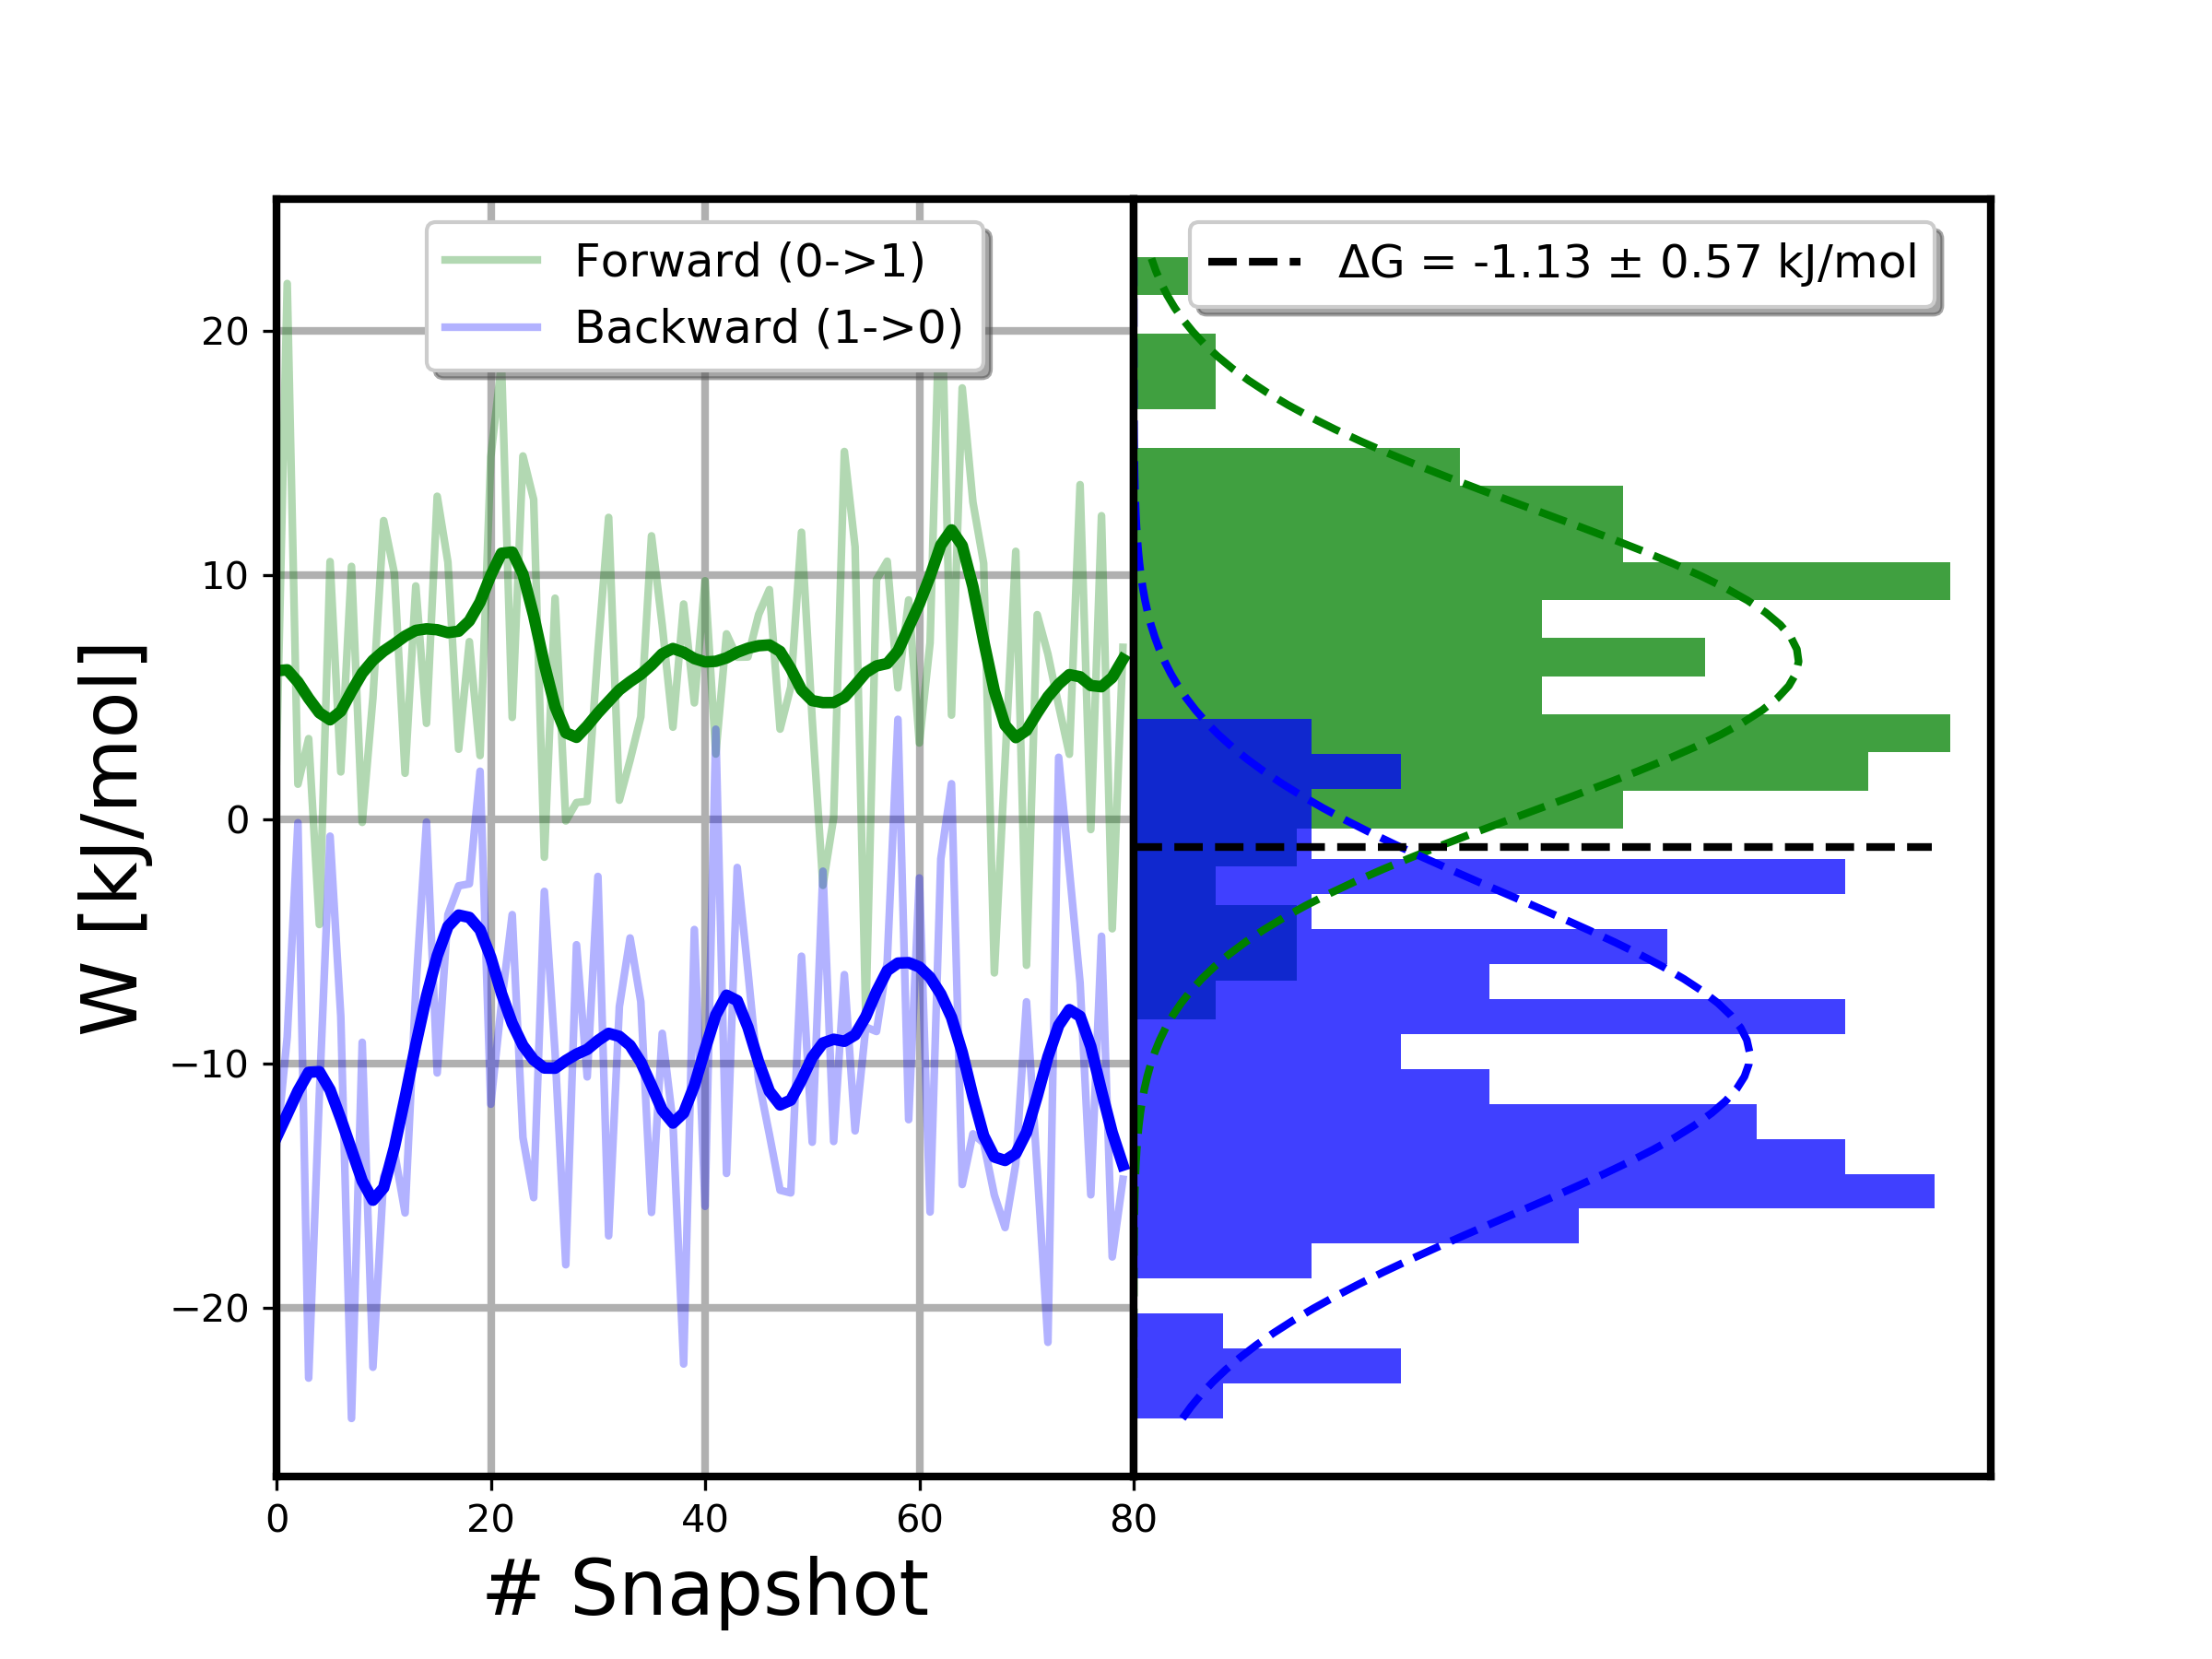 Forward (0->1)
Backward (1->0)
ΔG = -1.13 ± 0.57 kJ/mol
W [kJ/mol]
20
10
0
−10
−20
0 20 40 60 80
# Snapshot